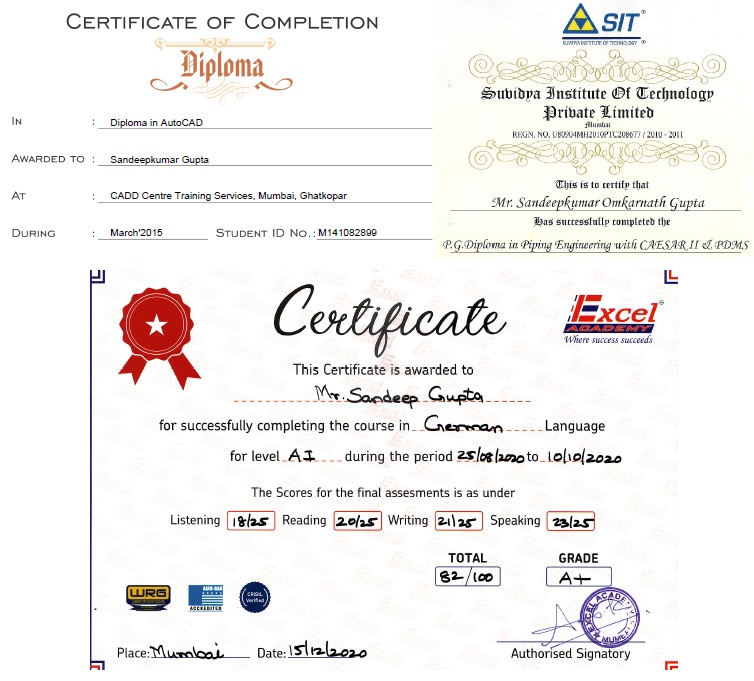 CERTIFICATE OF COMPLETION
Diploma
IN : Diploma in AutoCAD
AWARDED TO : Sandeepkumar Gupta
AT : CADD Centre Training Services, Mumbai, Ghatkopar
DURING : March'2015 STUDENT ID NO.: M141082899
SIT
SUVIDYA INSTITUTE OF TECHNOLOGY
Suvidya Institute Of Technology
Private Limited
Mumbai
REGN. NO. U80904MH2010PTC208677 / 2010 - 2011
This is to certify that
Mr. Sandeepkumar Omkarnath Gupta
Has successfully completed the
P.G.Diploma in Piping Engineering with CAESAR II & PDMS
Certificate
Excel
ACADEMY
Where success succeeds
This Certificate is awarded to
Mr. Sandeep Gupta
for successfully completing the course in German Language
for level AI during the period 25/08/2020 to 10/10/2020
The Scores for the final assesments is as under
Listening 18/25 Reading 20/25 Writing 21/25 Speaking 23/25
TOTAL GRADE
82/100 A+
WRG
ACCREDITED
CRISIL
Verified
EXCEL ACADE
MUMBAI
Place: Mumbai Date: 15/12/2020
Authorised Signatory